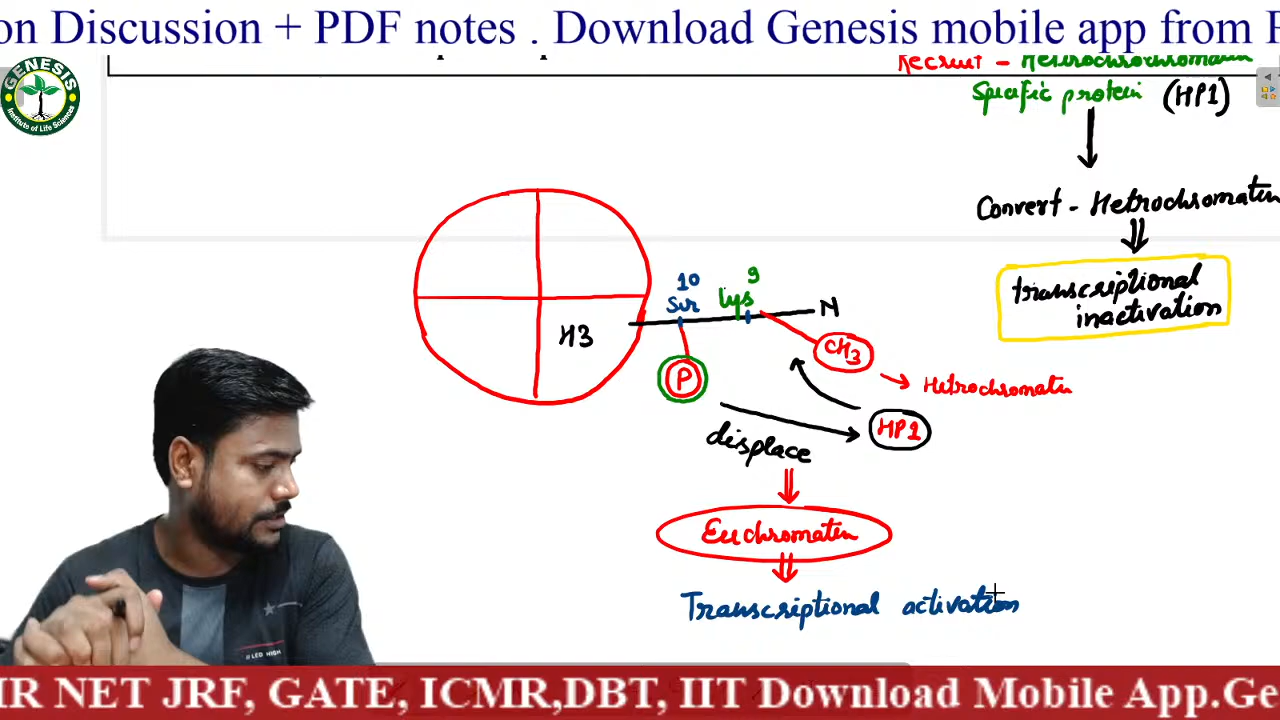 on Discussion + PDF notes . Download Genesis mobile app from
GENESIS
Institute of Life Sciences
Recruit - Hetrochrochromatin
Specific protein (HP1)
Convert - Hetrochromatin
transcriptional
inactivation
10
Ser
9
Lys
N
H3
CH3
P
Hetrochromatin
HP1
displace
Euchromatin
Transcriptional activation
IR NET JRF, GATE, ICMR,DBT, IIT Download Mobile App.Ge